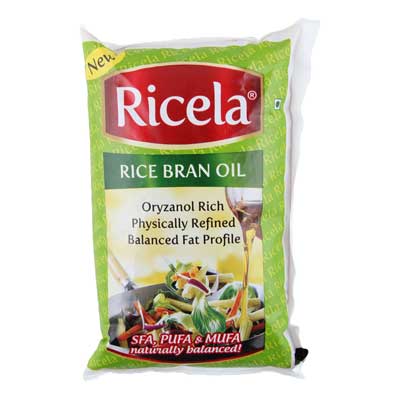 New
Ricela®
RICE BRAN OIL
Oryzanol Rich
Physically Refined
Balanced Fat Profile
SFA, PUFA & MUFA
naturally balanced!